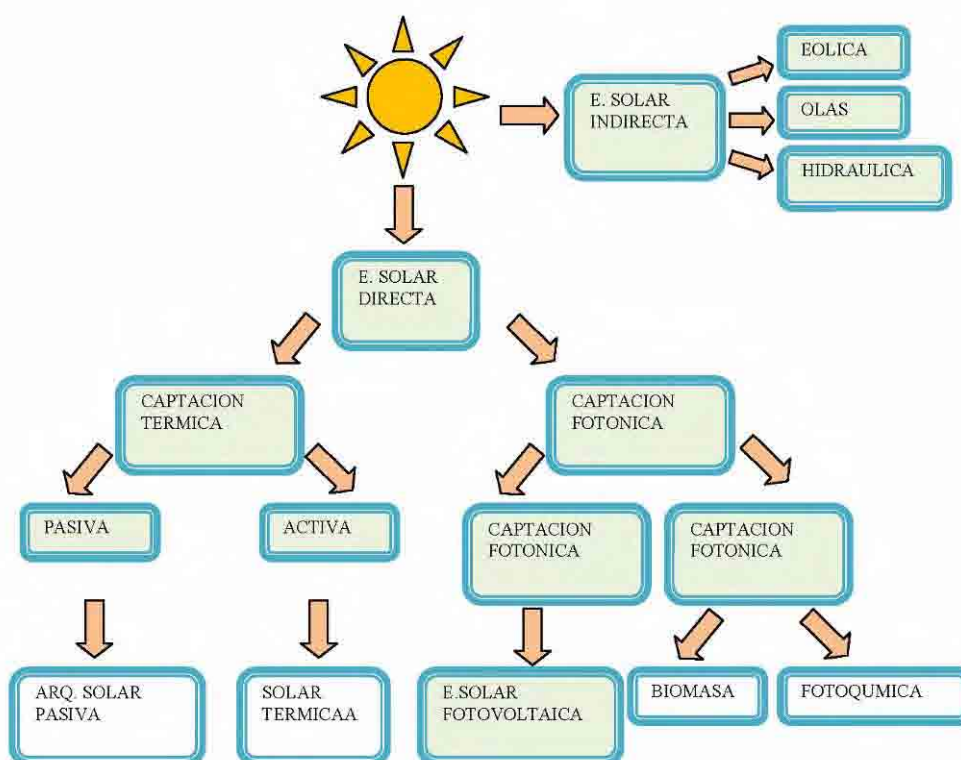 EOLICA
E. SOLAR
INDIRECTA
OLAS
HIDRAULICA
E. SOLAR
DIRECTA
CAPTACION
TERMICA
CAPTACION
FOTONICA
PASIVA
ACTIVA
CAPTACION
FOTONICA
CAPTACION
FOTONICA
ARQ. SOLAR
PASIVA
SOLAR
TERMICAA
E.SOLAR
FOTOVOLTAICA
BIOMASA
FOTOQUMICA